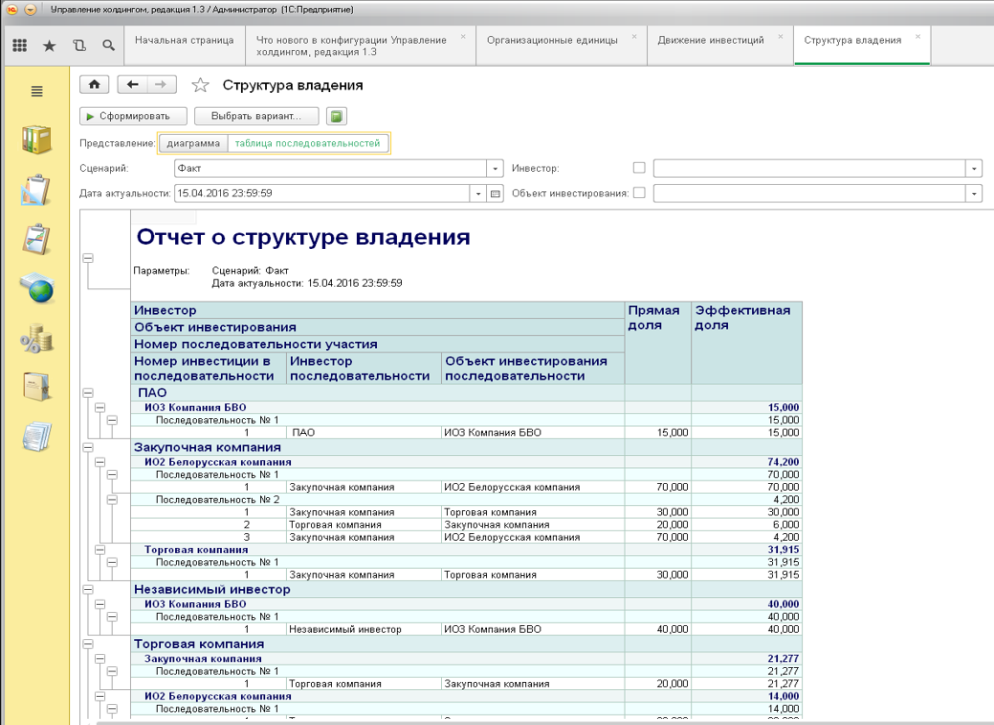 Управление холдингом, редакция 1.3 / Администратор (1С:Предприятие)
Начальная страница
Что нового в конфигурации Управление холдингом, редакция 1.3
Организационные единицы
Движение инвестиций
Структура владения
Структура владения
Сформировать
Выбрать вариант...
Представление: диаграмма таблица последовательностей
Сценарий: Факт Инвестор:
Дата актуальности: 15.04.2016 23:59:59 Объект инвестирования:
Отчет о структуре владения
Параметры: Сценарий: Факт
Дата актуальности: 15.04.2016 23:59:59
Инвестор Прямая доля Эффективная доля
Объект инвестирования
Номер последовательности участия
Номер инвестиции в последовательности Инвестор последовательности Объект инвестирования последовательности
ПАО
ИО3 Компания БВО 15,000
Последовательность № 1 15,000
1 ПАО ИО3 Компания БВО 15,000 15,000
Закупочная компания
ИО2 Белорусская компания 74,200
Последовательность № 1 70,000
1 Закупочная компания ИО2 Белорусская компания 70,000 70,000
Последовательность № 2 4,200
1 Закупочная компания Торговая компания 30,000 30,000
2 Торговая компания Закупочная компания 20,000 6,000
3 Закупочная компания ИО2 Белорусская компания 70,000 4,200
Торговая компания 31,915
Последовательность № 1 31,915
1 Закупочная компания Торговая компания 30,000 31,915
Независимый инвестор
ИО3 Компания БВО 40,000
Последовательность № 1 40,000
1 Независимый инвестор ИО3 Компания БВО 40,000 40,000
Торговая компания
Закупочная компания 21,277
Последовательность № 1 21,277
1 Торговая компания Закупочная компания 20,000 21,277
ИО2 Белорусская компания 14,000
Последовательность № 1 14,000